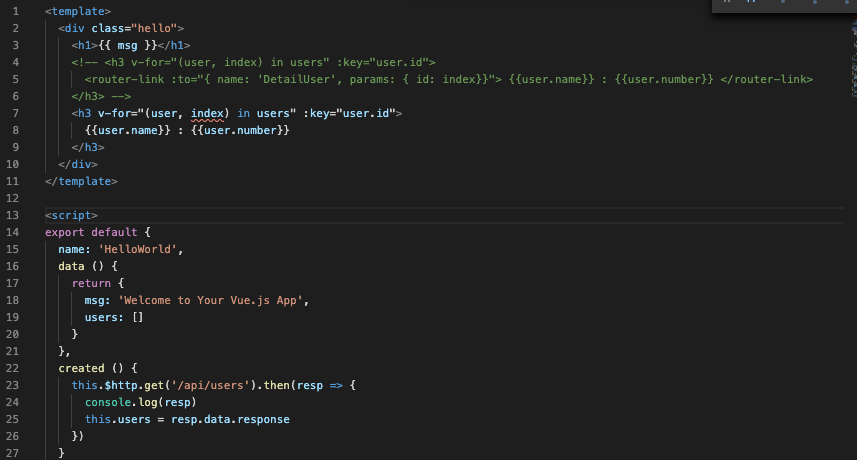 1 <template>
2 <div class="hello">
3 <h1>{{ msg }}</h1>
4 <!-- <h3 v-for="(user, index) in users" :key="user.id">
5 <router-link :to="{ name: 'DetailUser', params: { id: index}}"> {{user.name}} : {{user.number}} </router-link>
6 </h3> -->
7 <h3 v-for="(user, index) in users" :key="user.id">
8 {{user.name}} : {{user.number}}
9 </h3>
10 </div>
11 </template>
12
13 <script>
14 export default {
15 name: 'HelloWorld',
16 data () {
17 return {
18 msg: 'Welcome to Your Vue.js App',
19 users: []
20 }
21 },
22 created () {
23 this.$http.get('/api/users').then(resp => {
24 console.log(resp)
25 this.users = resp.data.response
26 })
27 }